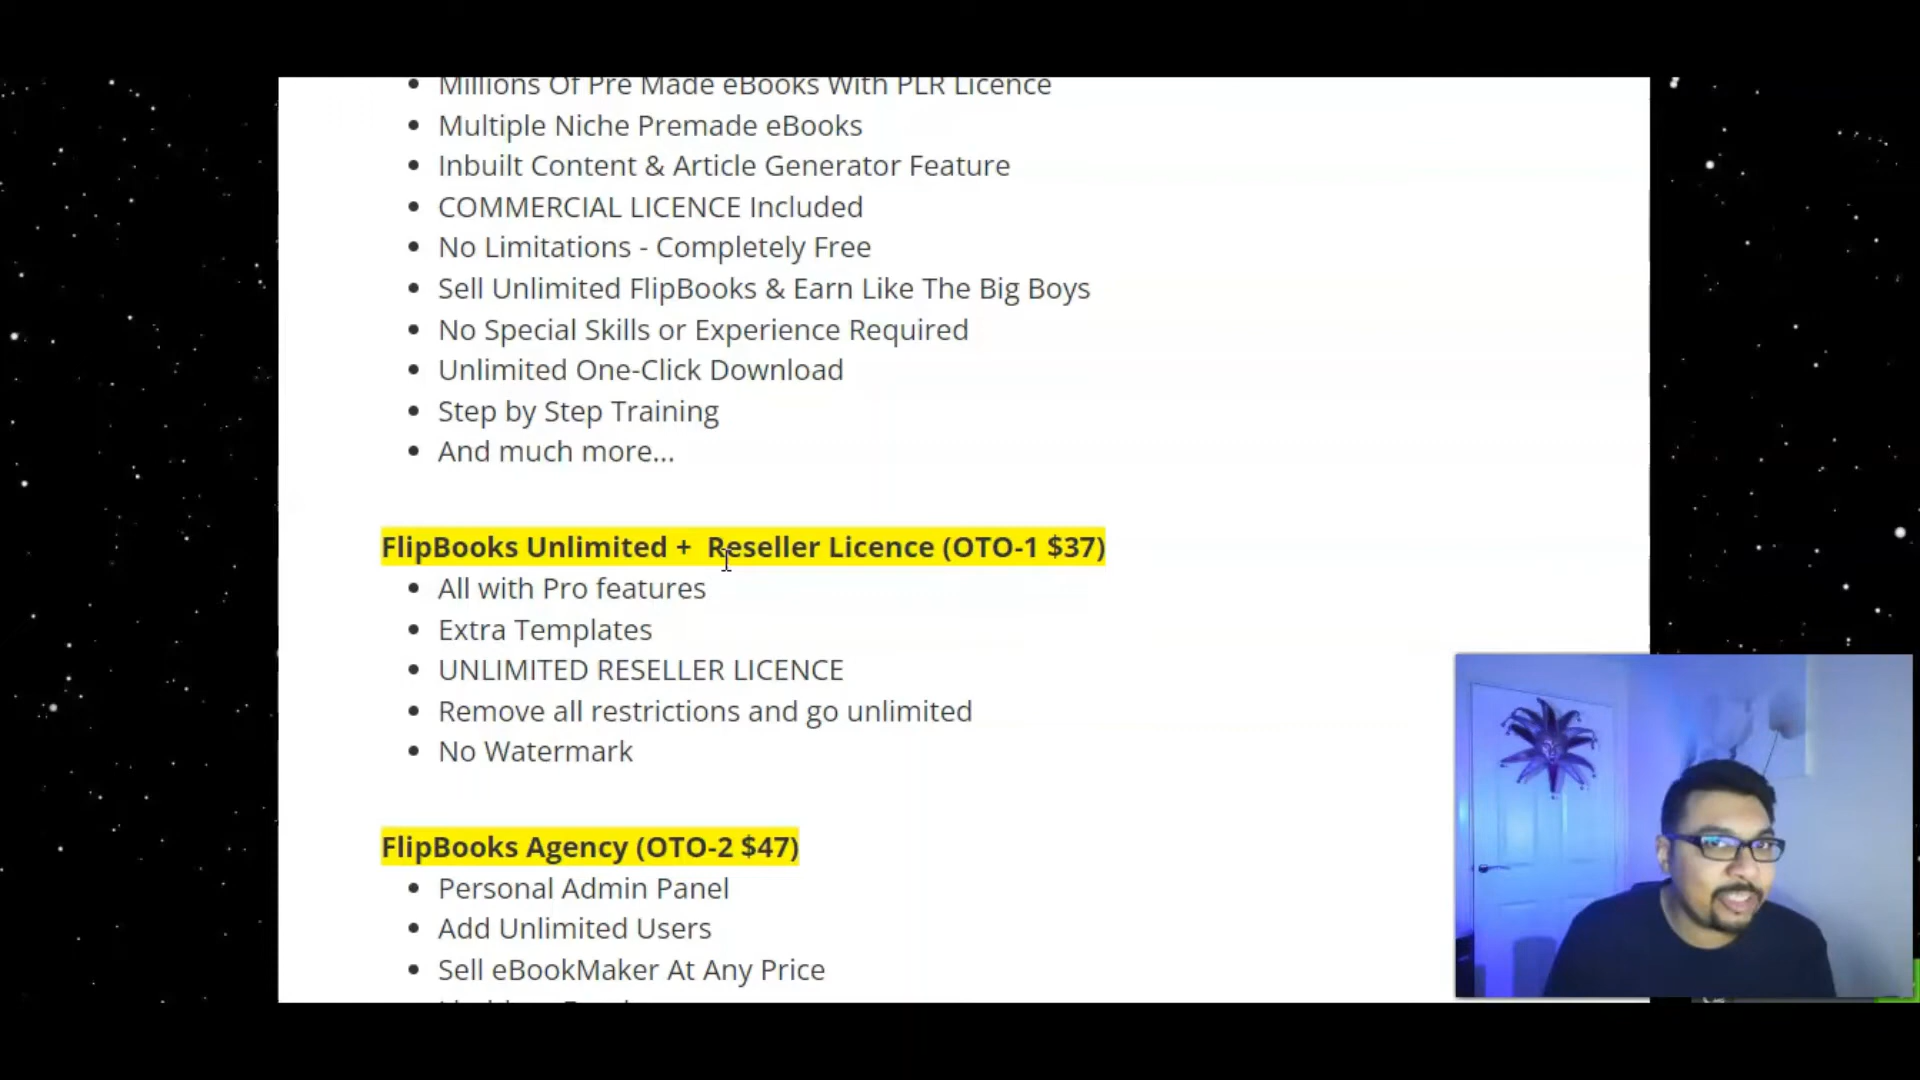 Millions Of Pre Made eBooks With PLR Licence
Multiple Niche Premade eBooks
Inbuilt Content & Article Generator Feature
COMMERCIAL LICENCE Included
No Limitations - Completely Free
Sell Unlimited FlipBooks & Earn Like The Big Boys
No Special Skills or Experience Required
Unlimited One-Click Download
Step by Step Training
And much more...
FlipBooks Unlimited + Reseller Licence (OTO-1 $37)
All with Pro features
Extra Templates
UNLIMITED RESELLER LICENCE
Remove all restrictions and go unlimited
No Watermark
FlipBooks Agency (OTO-2 $47)
Personal Admin Panel
Add Unlimited Users
Sell eBookMaker At Any Price